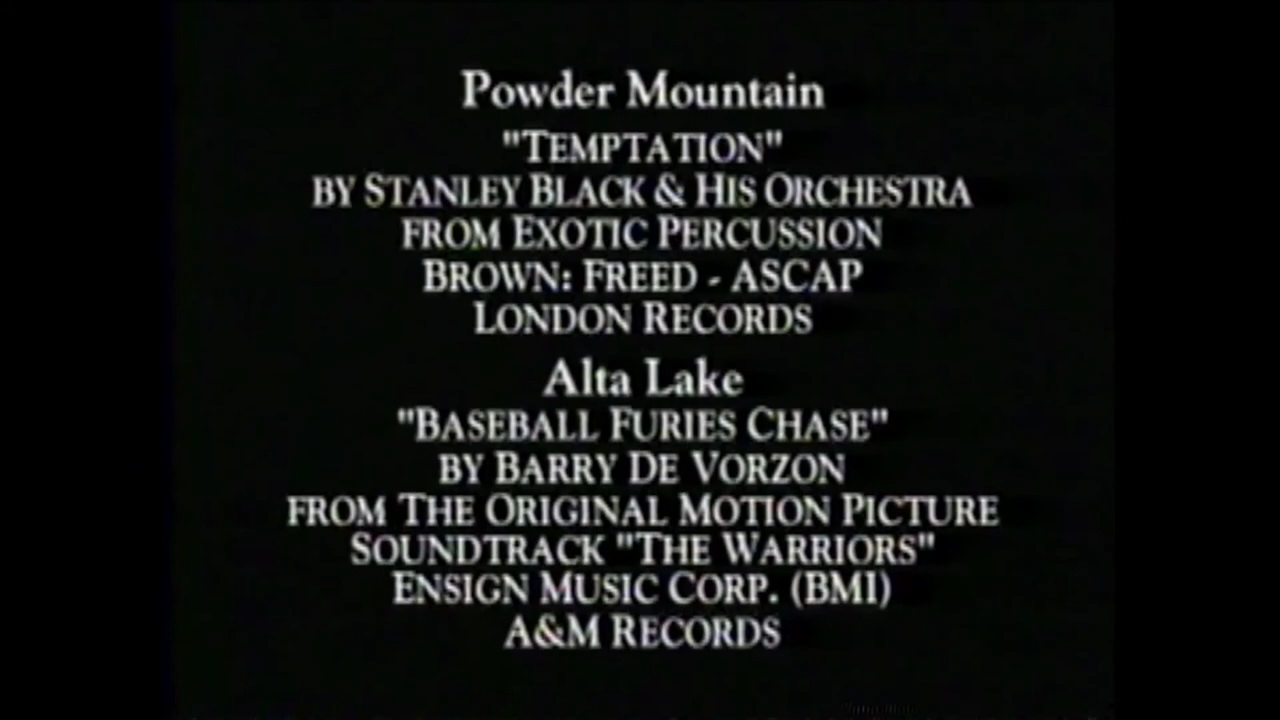 Powder Mountain
"TEMPTATION"
BY STANLEY BLACK & HIS ORCHESTRA
FROM EXOTIC PERCUSSION
BROWN: FREED - ASCAP
LONDON RECORDS
Alta Lake
"BASEBALL FURIES CHASE"
BY BARRY DE VORZON
FROM THE ORIGINAL MOTION PICTURE
SOUNDTRACK "THE WARRIORS"
ENSIGN MUSIC CORP. (BMI)
A&M RECORDS